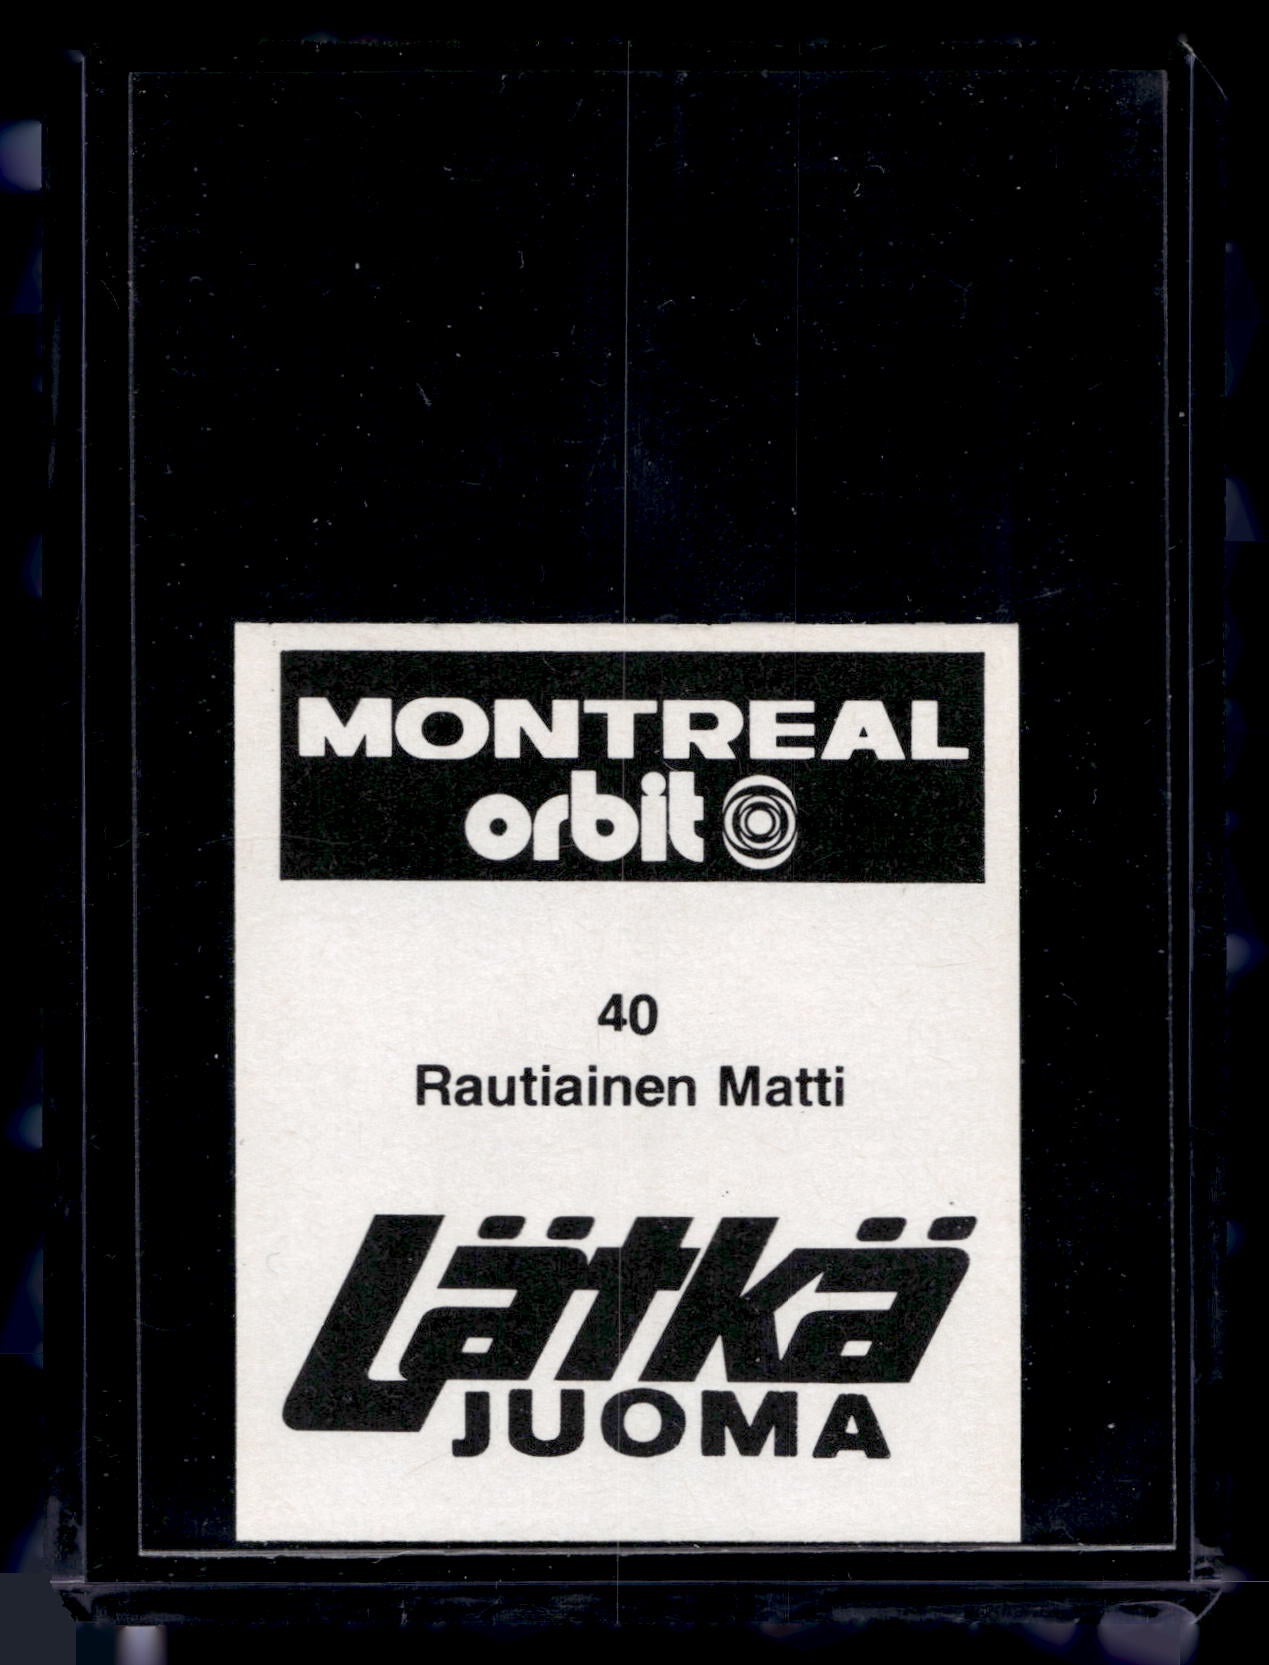 MONTREAL
orbit
40
Rautiainen Matti
Lätkä
JUOMA